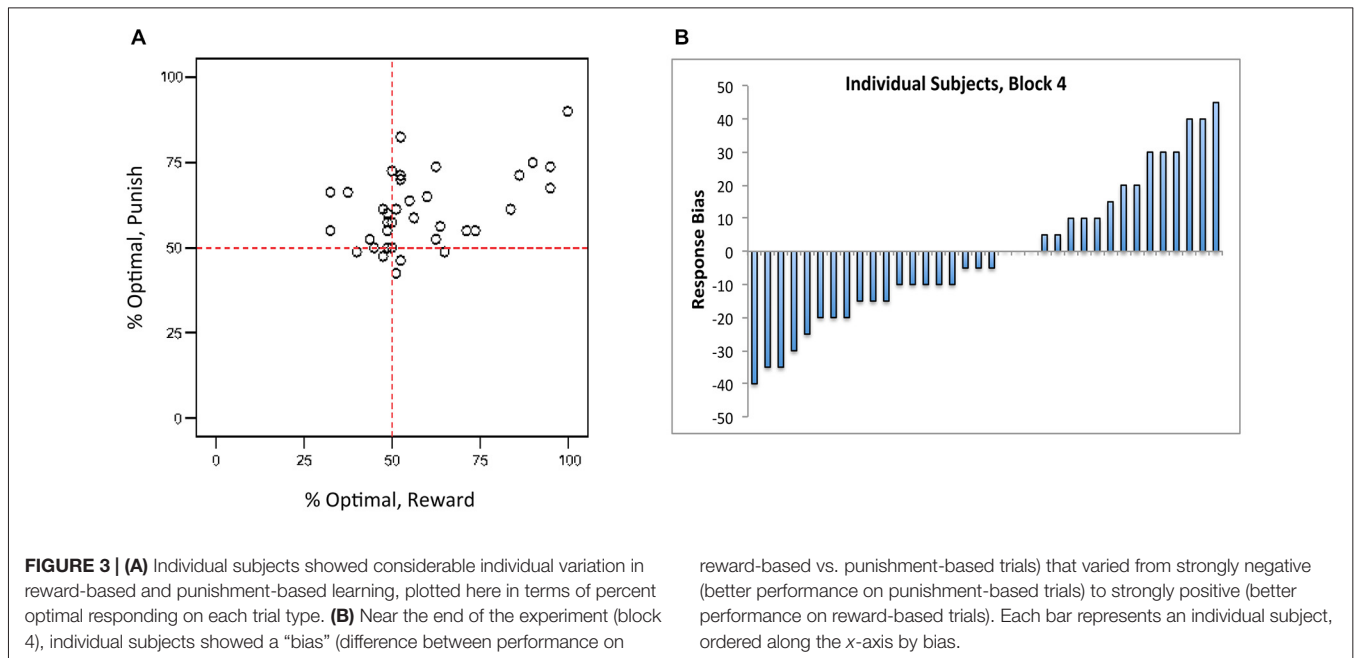 A
100
75
50
25
0
% Optimal, Punish
0 25 50 75 100
% Optimal, Reward
B
Individual Subjects, Block 4
50
40
30
20
10
0
-10
-20
-30
-40
-50
Response Bias
FIGURE 3 | (A) Individual subjects showed considerable individual variation in
reward-based and punishment-based learning, plotted here in terms of percent
optimal responding on each trial type. (B) Near the end of the experiment (block
4), individual subjects showed a “bias” (difference between performance on
reward-based vs. punishment-based trials) that varied from strongly negative
(better performance on punishment-based trials) to strongly positive (better
performance on reward-based trials). Each bar represents an individual subject,
ordered along the x-axis by bias.